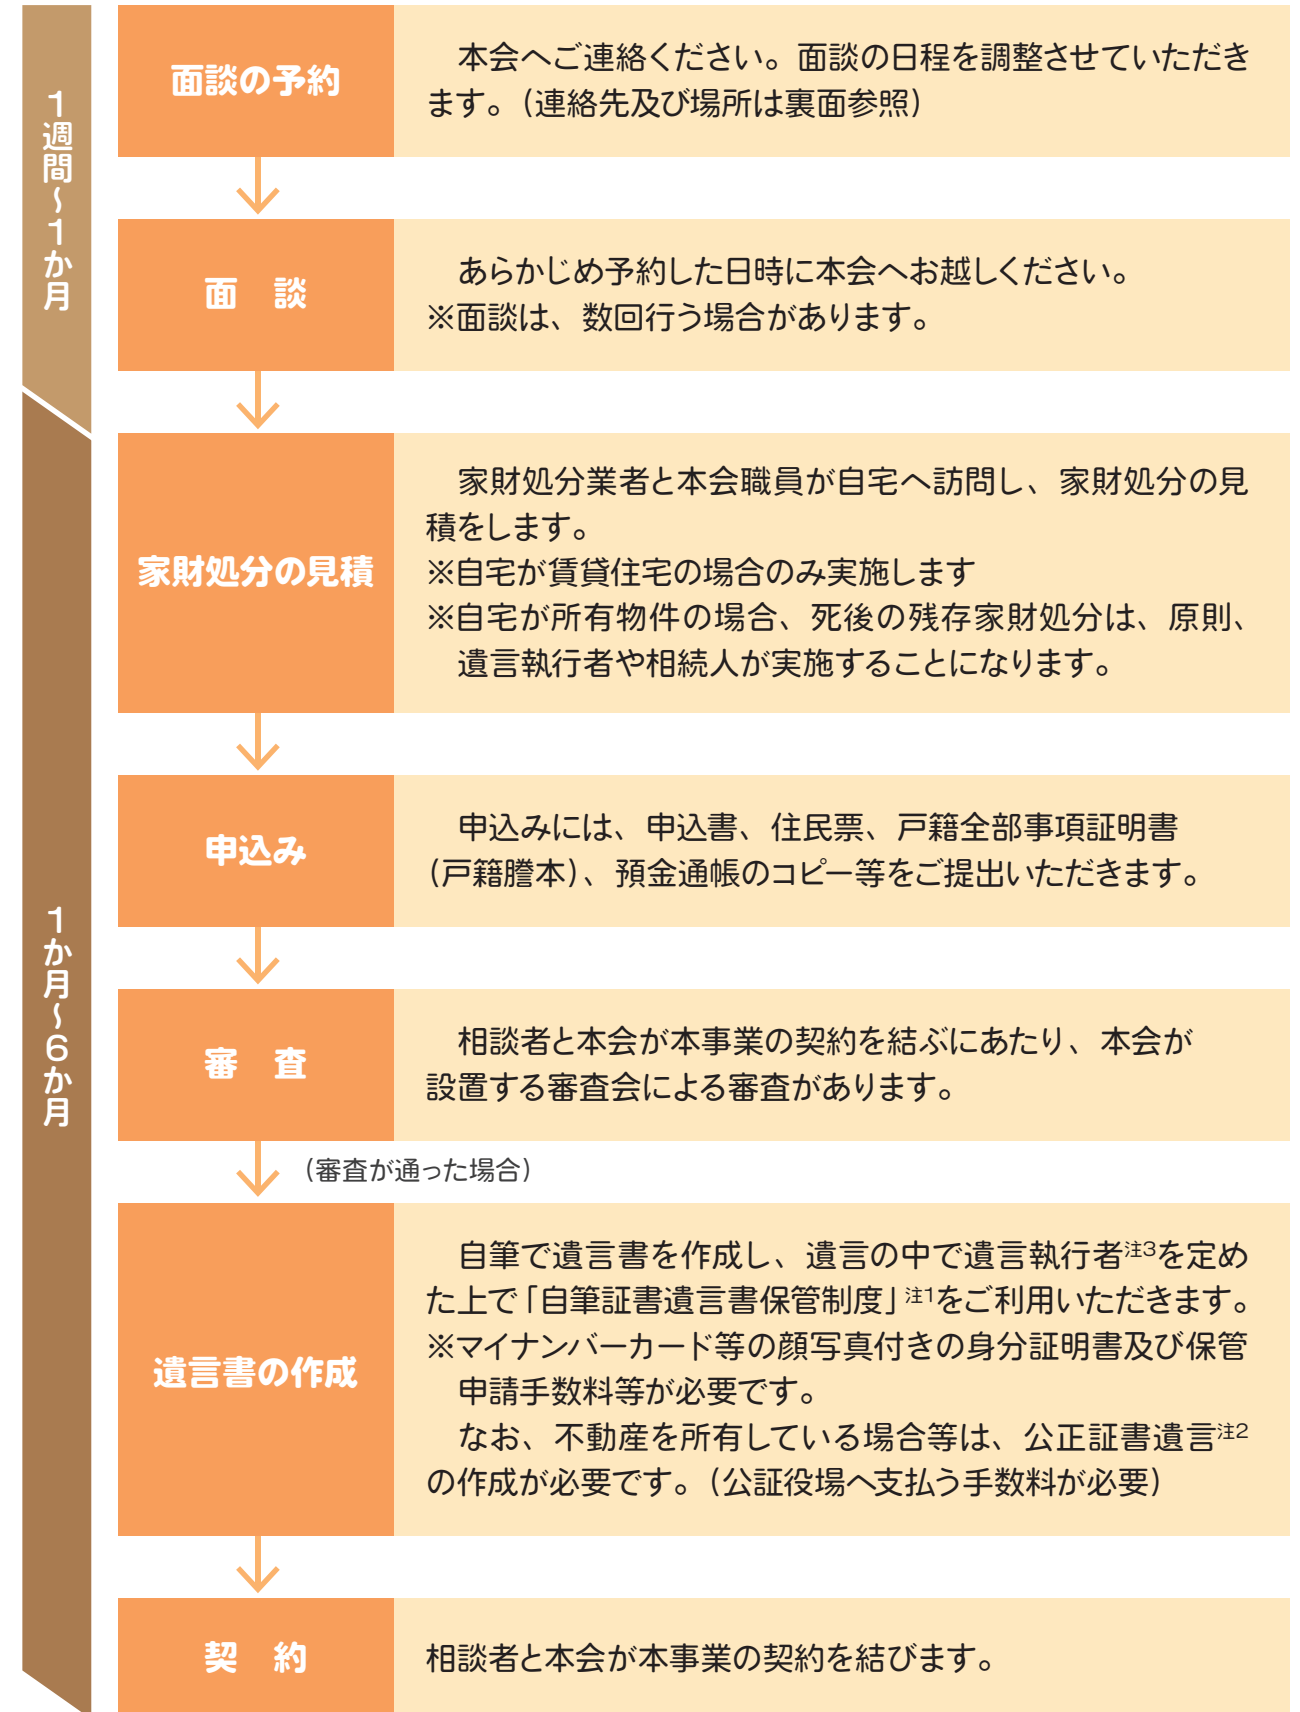 1週間〜1か月
面談の予約
本会へご連絡ください。面談の日程を調整させていただき
ます。（連絡先及び場所は裏面参照）
面　談
あらかじめ予約した日時に本会へお越しください。
※面談は、数回行う場合があります。
1か月〜6か月
家財処分の見積
家財処分業者と本会職員が自宅へ訪問し、家財処分の見
積をします。
※自宅が賃貸住宅の場合のみ実施します
※自宅が所有物件の場合、死後の残存家財処分は、原則、
遺言執行者や相続人が実施することになります。
申込み
申込みには、申込書、住民票、戸籍全部事項証明書
（戸籍謄本）、預金通帳のコピー等をご提出いただきます。
審　査
相談者と本会が本事業の契約を結ぶにあたり、本会が
設置する審査会による審査があります。
（審査が通った場合）
遺言書の作成
自筆で遺言書を作成し、遺言の中で遺言執行者注3を定め
た上で「自筆証書遺言書保管制度」注1をご利用いただきます。
※マイナンバーカード等の顔写真付きの身分証明書及び保管
申請手数料等が必要です。
なお、不動産を所有している場合等は、公正証書遺言注2
の作成が必要です。（公証役場へ支払う手数料が必要）
契　約
相談者と本会が本事業の契約を結びます。